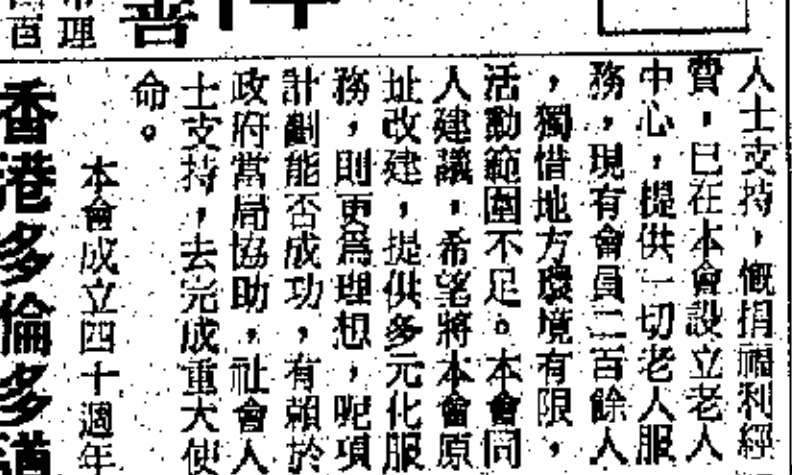 善
理
人士支持，慨捐福利經
費，已在本會設立老人
中心，提供一切老人服
務，現有會員二百餘人
，獨惜地方環境有限，
活動範圍不足。本會同
人建議，希望將本會原
址改建，提供多元化服
務，則更爲理想，呢項
計劃能否成功，有賴於
政府當局協助，社會人
士支持，去完成重大使
命。
本會成立四十週年
香港多倫多道